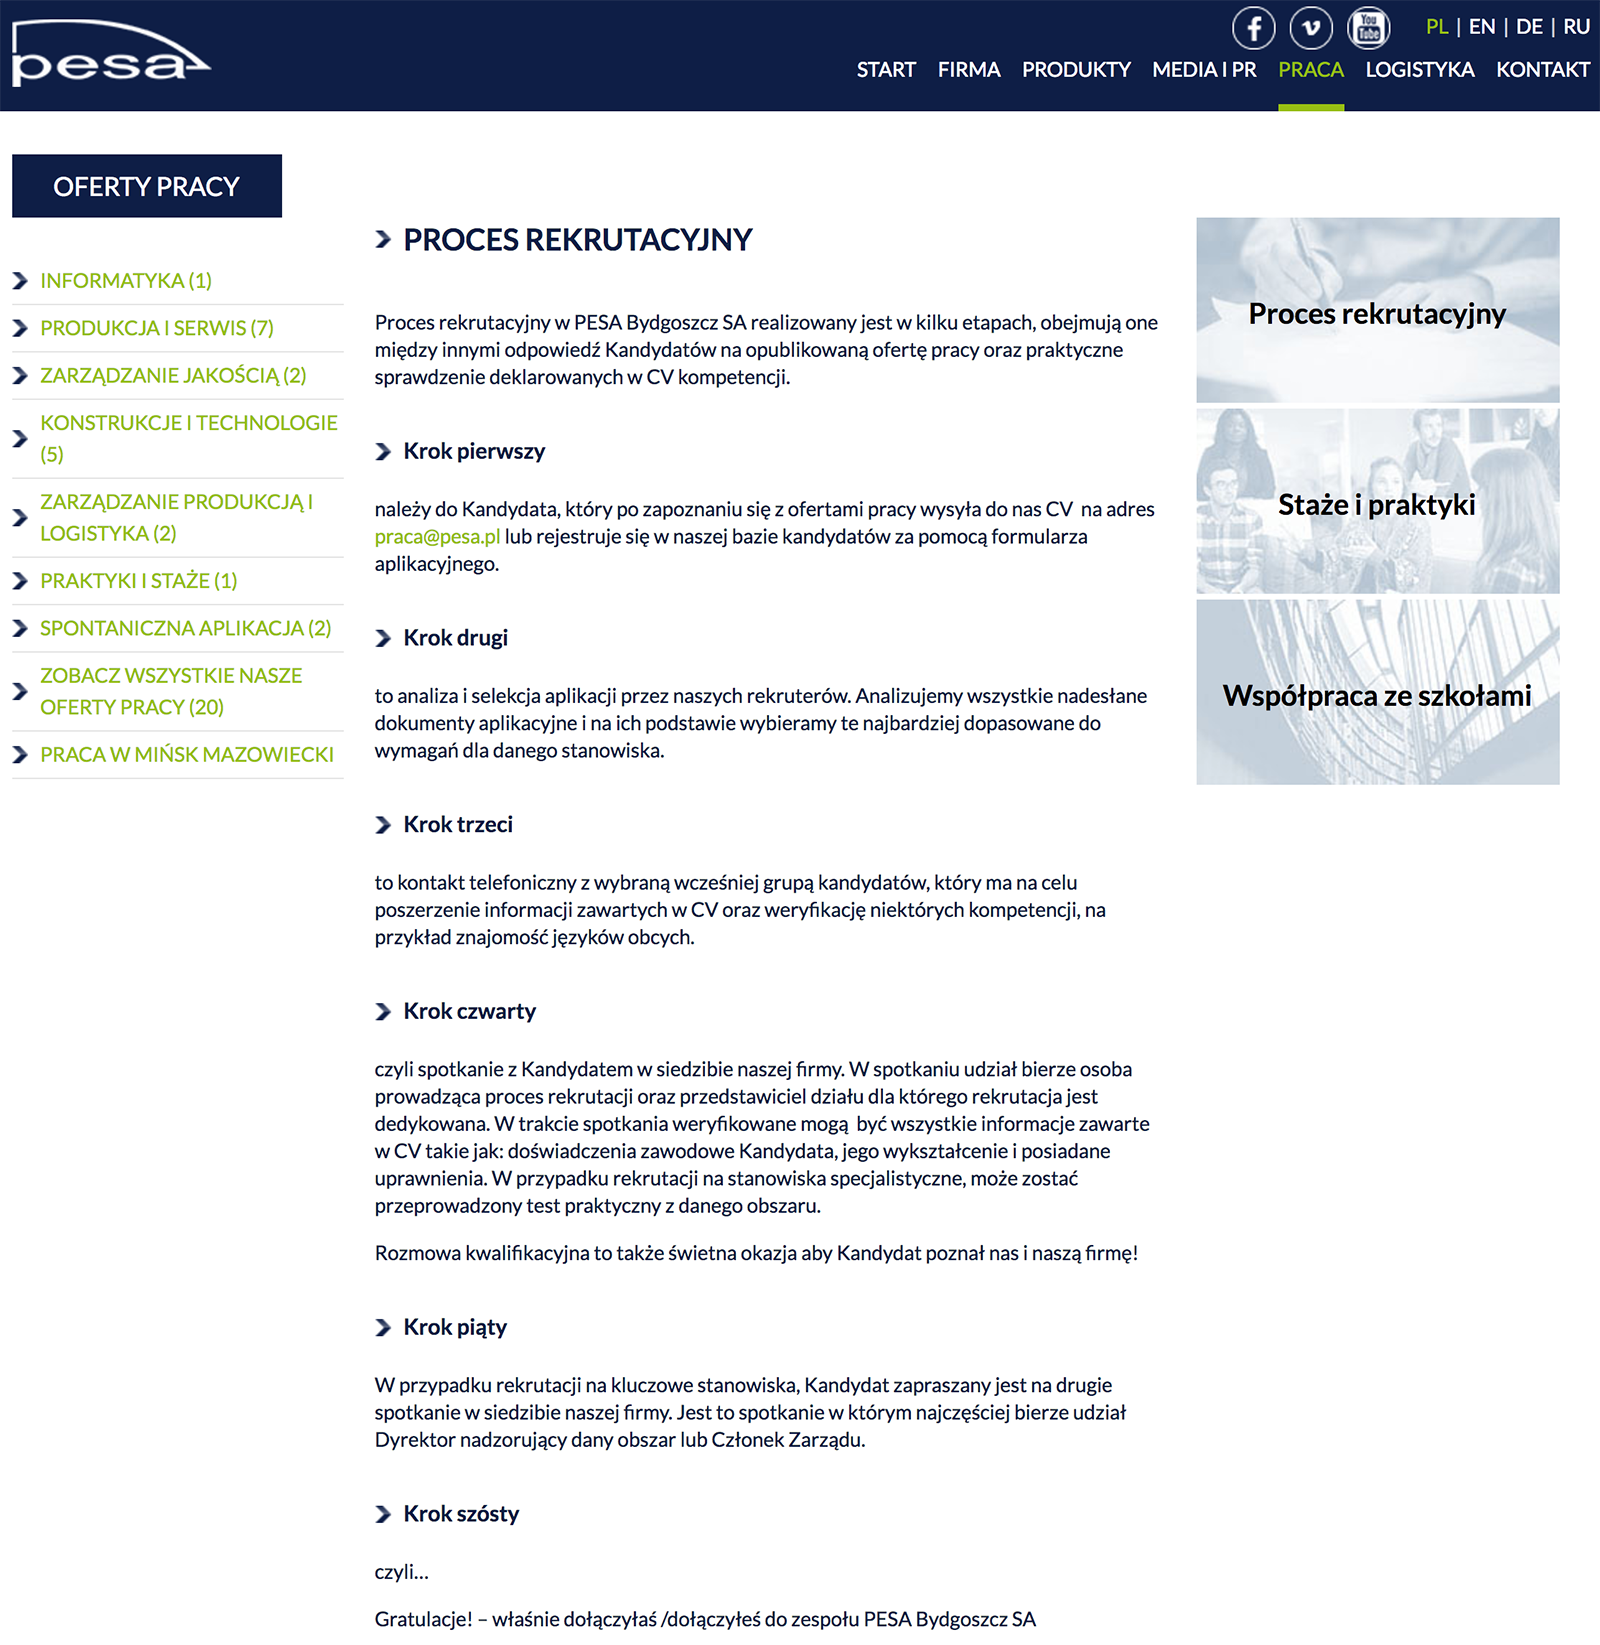 pesa
PL | EN | DE | RU
START FIRMA PRODUKTY MEDIA I PR PRACA LOGISTYKA KONTAKT
OFERTY PRACY
INFORMATYKA (1)
PRODUKCJA I SERWIS (7)
ZARZĄDZANIE JAKOŚCIĄ (2)
KONSTRUKCJE I TECHNOLOGIE
(5)
ZARZĄDZANIE PRODUKCJĄ I
LOGISTYKA (2)
PRAKTYKI I STAŻE (1)
SPONTANICZNA APLIKACJA (2)
ZOBACZ WSZYSTKIE NASZE
OFERTY PRACY (20)
PRACA W MIŃSK MAZOWIECKI
PROCES REKRUTACYJNY
Proces rekrutacyjny w PESA Bydgoszcz SA realizowany jest w kilku etapach, obejmują one
między innymi odpowiedź Kandydatów na opublikowaną ofertę pracy oraz praktyczne
sprawdzenie deklarowanych w CV kompetencji.
Krok pierwszy
należy do Kandydata, który po zapoznaniu się z ofertami pracy wysyła do nas CV  na adres
praca@pesa.pl lub rejestruje się w naszej bazie kandydatów za pomocą formularza
aplikacyjnego.
Krok drugi
to analiza i selekcja aplikacji przez naszych rekruterów. Analizujemy wszystkie nadesłane
dokumenty aplikacyjne i na ich podstawie wybieramy te najbardziej dopasowane do
wymagań dla danego stanowiska.
Krok trzeci
to kontakt telefoniczny z wybraną wcześniej grupą kandydatów, który ma na celu
poszerzenie informacji zawartych w CV oraz weryfikację niektórych kompetencji, na
przykład znajomość języków obcych.
Krok czwarty
czyli spotkanie z Kandydatem w siedzibie naszej firmy. W spotkaniu udział bierze osoba
prowadząca proces rekrutacji oraz przedstawiciel działu dla którego rekrutacja jest
dedykowana. W trakcie spotkania weryfikowane mogą  być wszystkie informacje zawarte
w CV takie jak: doświadczenia zawodowe Kandydata, jego wykształcenie i posiadane
uprawnienia. W przypadku rekrutacji na stanowiska specjalistyczne, może zostać
przeprowadzony test praktyczny z danego obszaru.
Rozmowa kwalifikacyjna to także świetna okazja aby Kandydat poznał nas i naszą firmę!
Krok piąty
W przypadku rekrutacji na kluczowe stanowiska, Kandydat zapraszany jest na drugie
spotkanie w siedzibie naszej firmy. Jest to spotkanie w którym najczęściej bierze udział
Dyrektor nadzorujący dany obszar lub Członek Zarządu.
Krok szósty
czyli…
Gratulacje! – właśnie dołączyłaś /dołączyłeś do zespołu PESA Bydgoszcz SA
Proces rekrutacyjny
Staże i praktyki
Współpraca ze szkołami